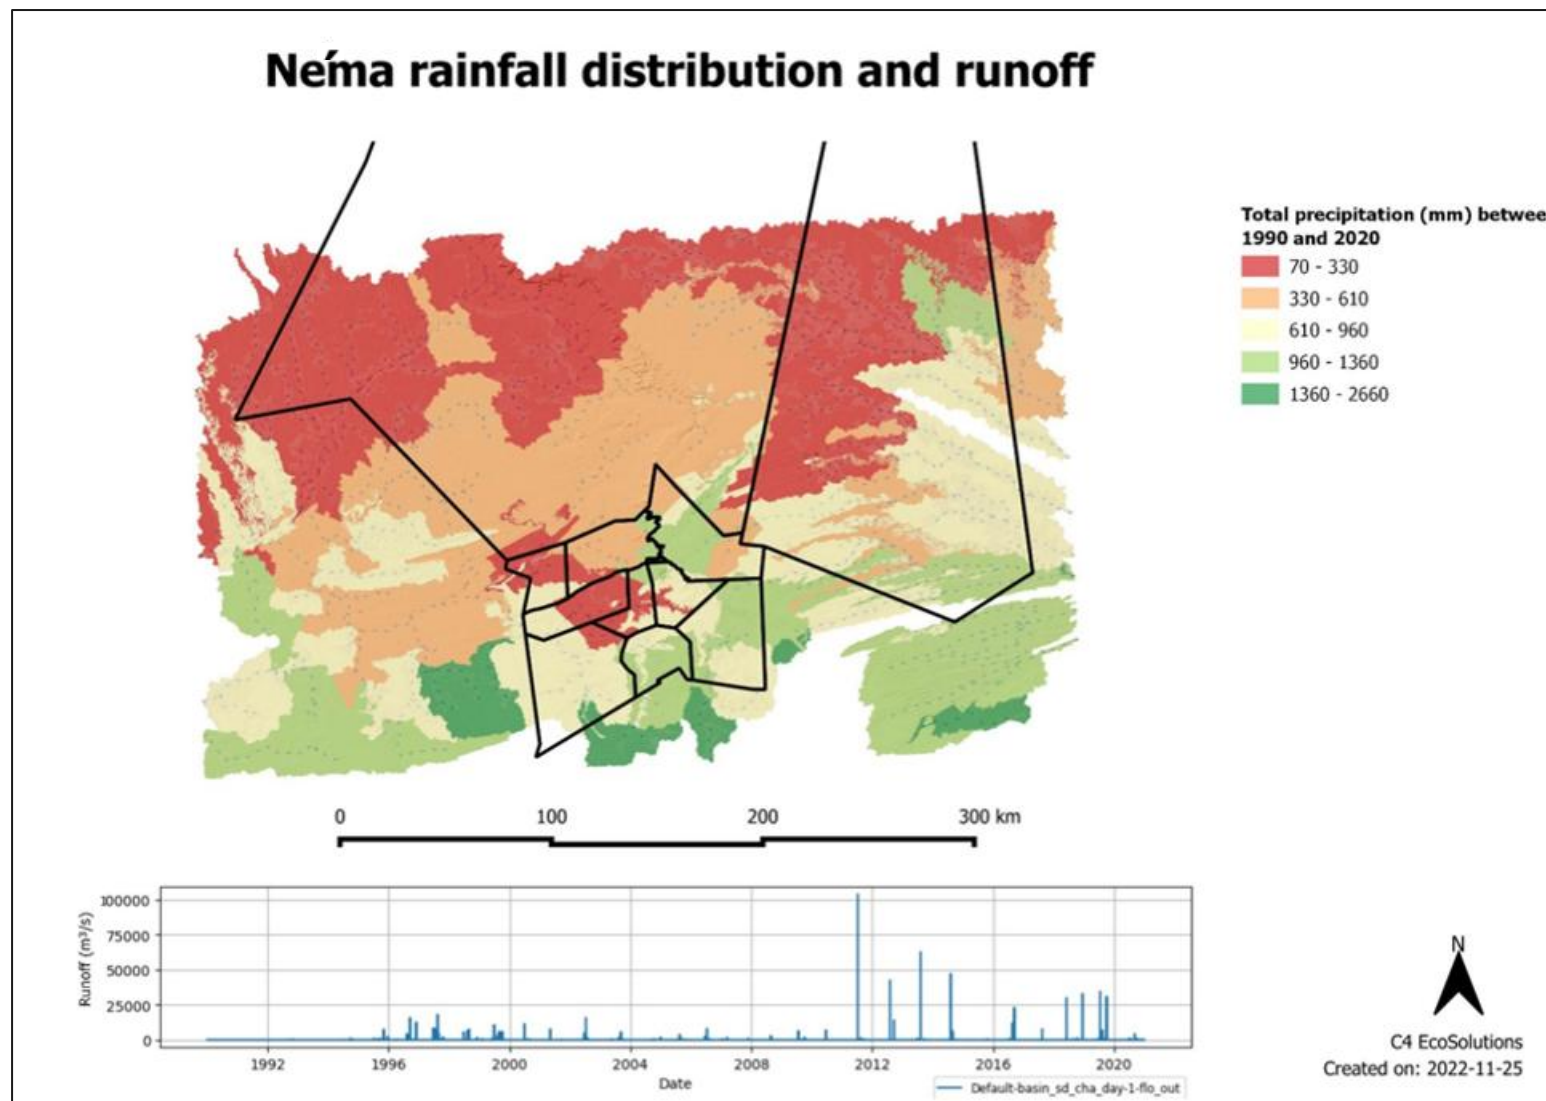 Néma rainfall distribution and runoff
Total precipitation (mm) betwee
1990 and 2020
70 - 330
330 - 610
610 - 960
960 - 1360
1360 - 2660
0 100 200 300 km
100000
75000
50000
25000
0
Runoff (m³/s)
1992 1996 2000 2004 2008 2012 2016 2020
Date
Default-basin_sd_cha_day-1-flo_out
N
C4 EcoSolutions
Created on: 2022-11-25